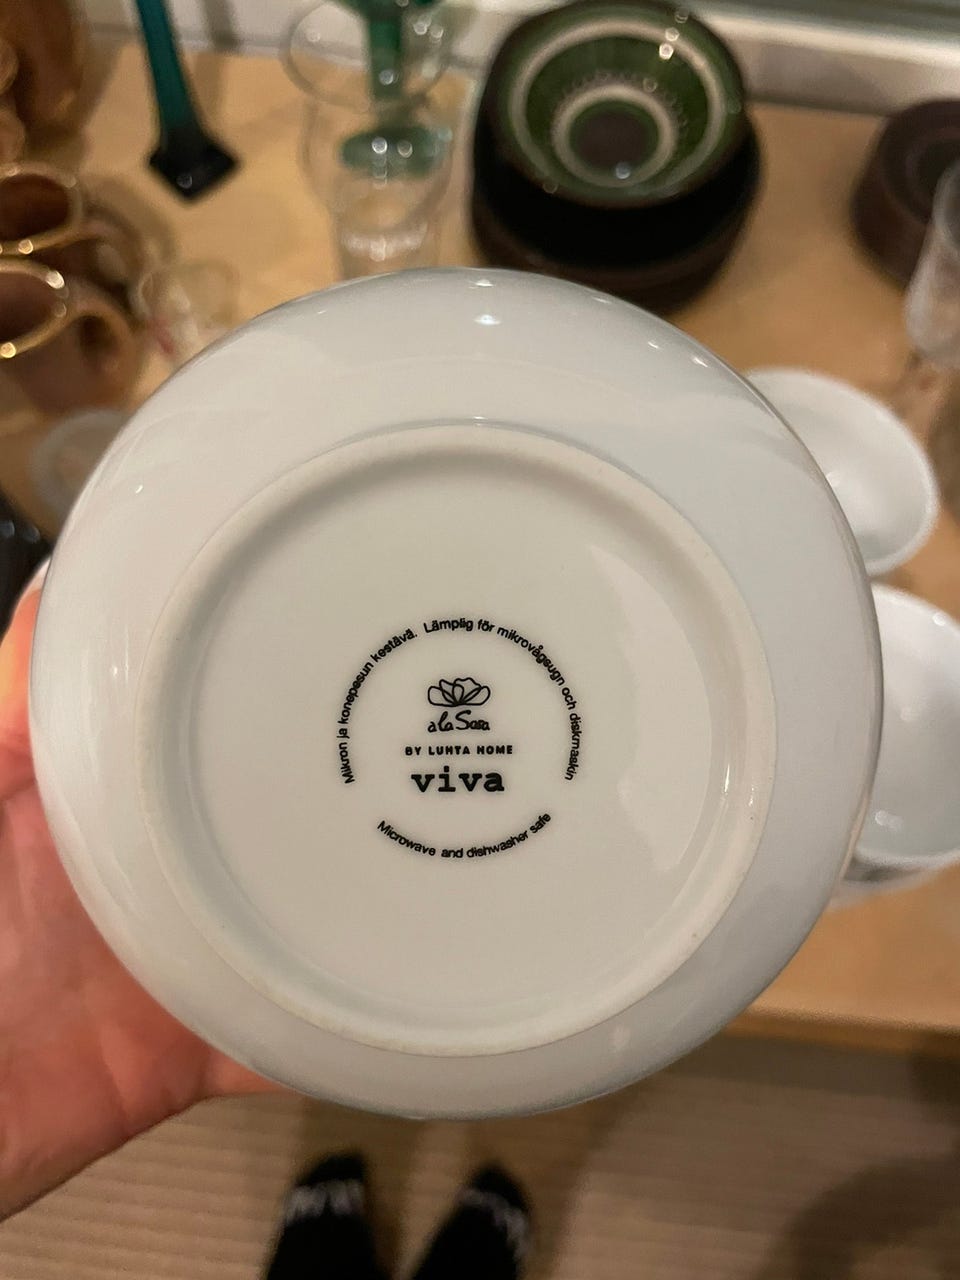 Mikron ja konepesun kestävä. Lämplig för mikrovågsugn och diskmaskin
à la Sasa
BY LUHTA HOME
viva
Microwave and dishwasher safe